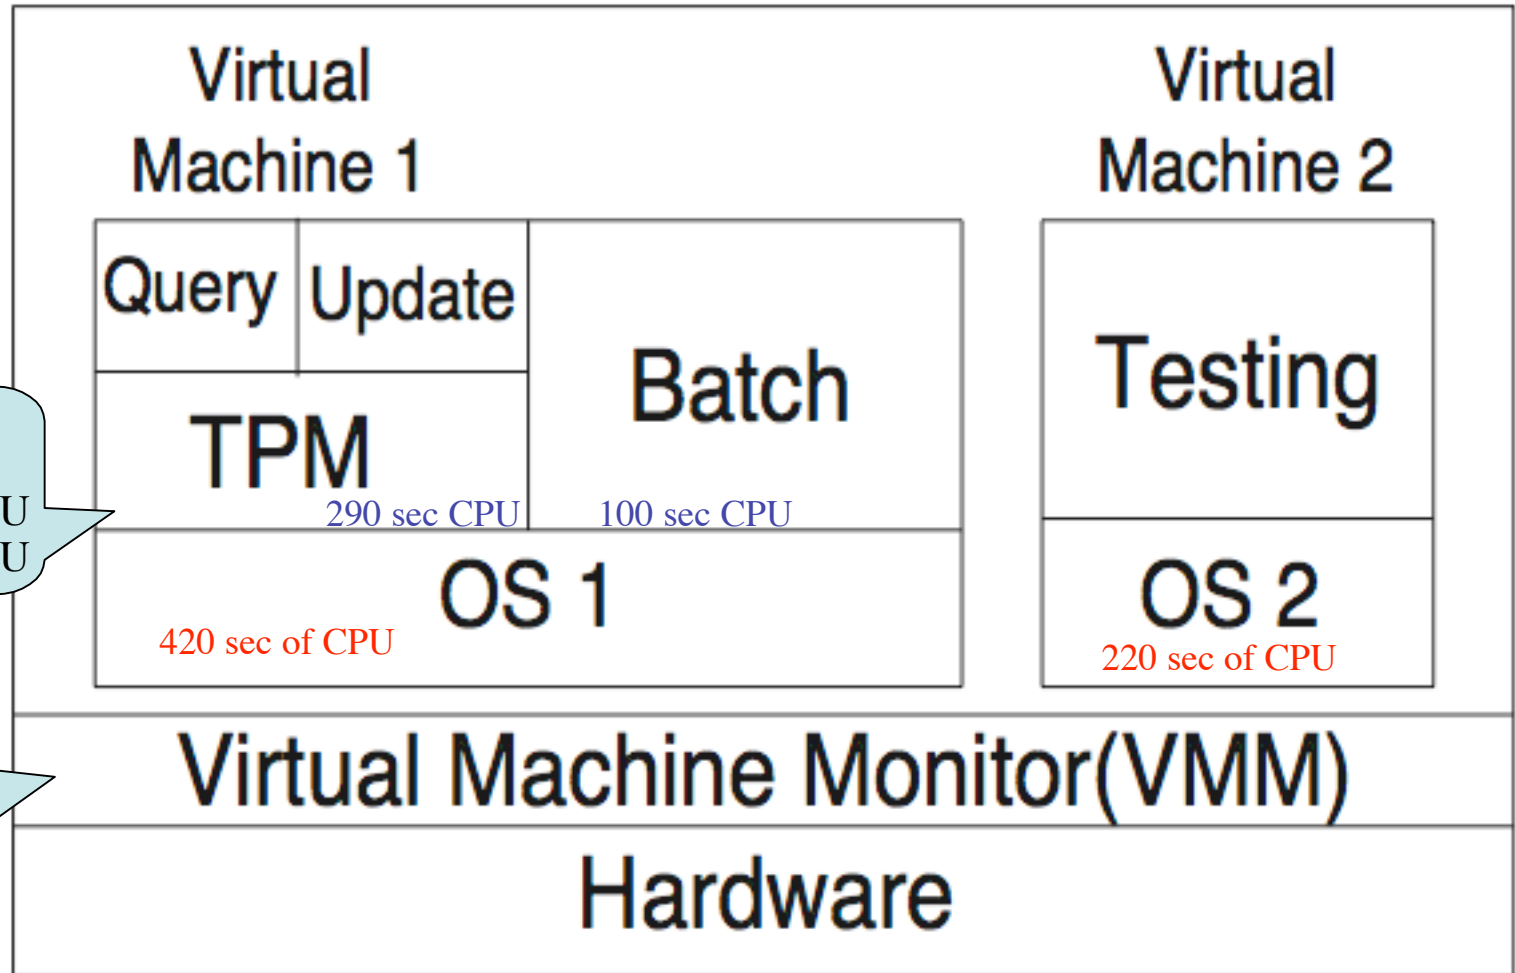 Virtual
Machine 1
Virtual
Machine 2
Query
Update
Batch
Testing
TPM
290 sec CPU
100 sec CPU
U
U
OS 1
420 sec of CPU
OS 2
220 sec of CPU
Virtual Machine Monitor(VMM)
Hardware